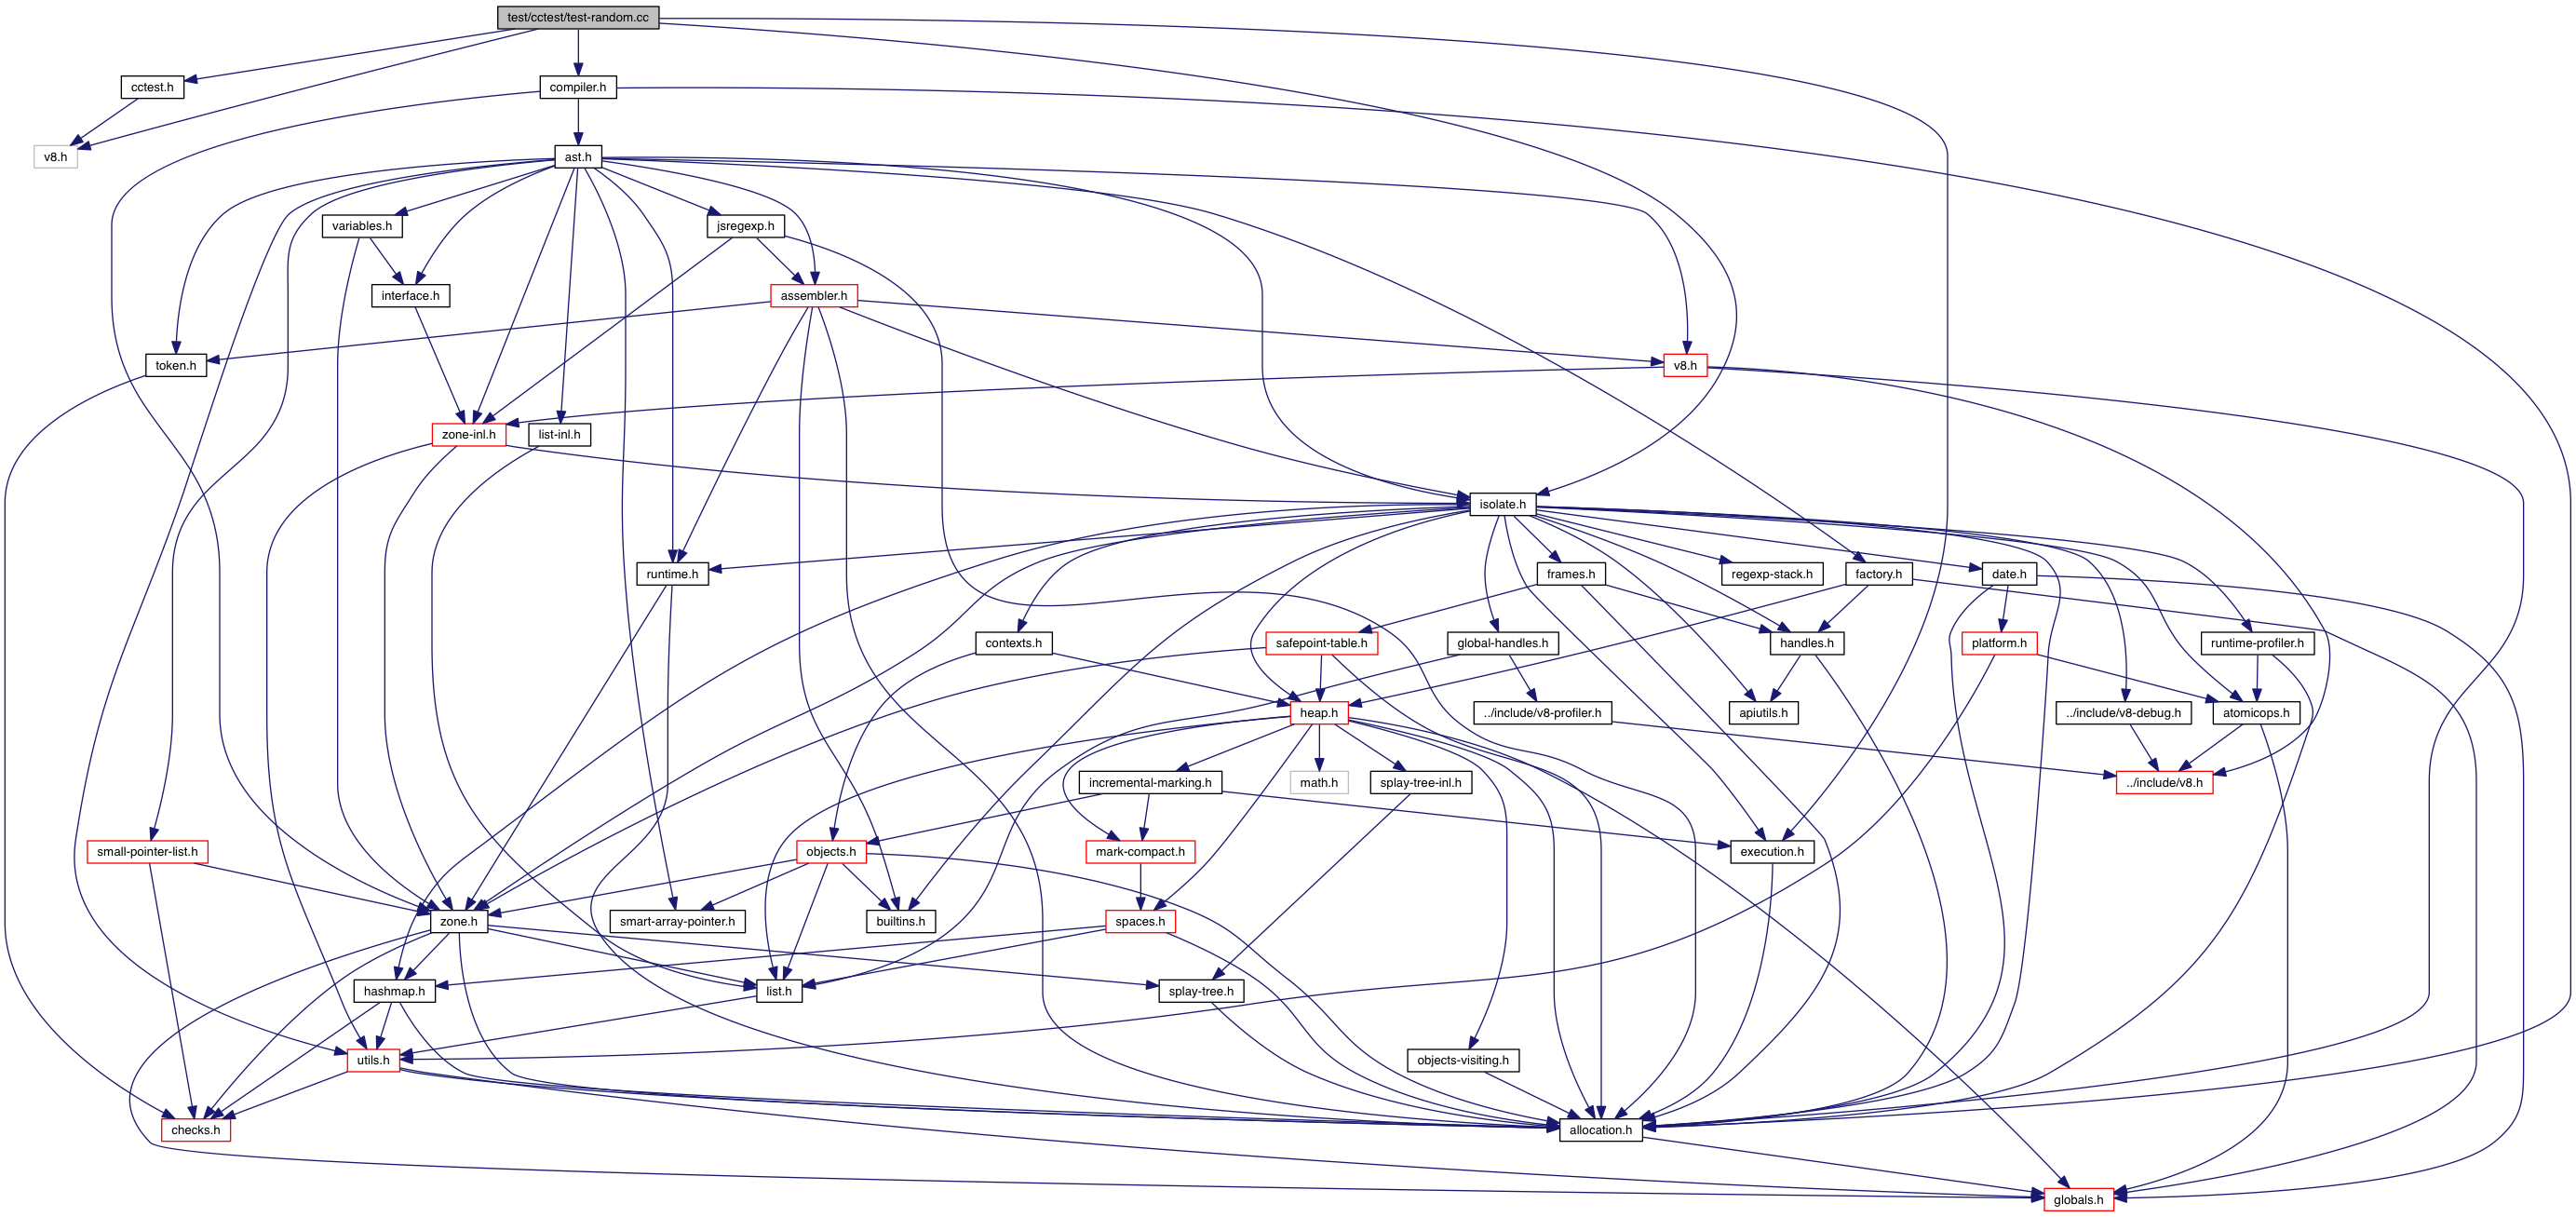 test/cctest/test-random.cc
cctest.h
compiler.h
v8.h
ast.h
variables.h
jsregexp.h
interface.h
assembler.h
token.h
v8.h
zone-inl.h
list-inl.h
isolate.h
runtime.h
frames.h
regexp-stack.h
factory.h
date.h
contexts.h
safepoint-table.h
global-handles.h
handles.h
platform.h
runtime-profiler.h
heap.h
../include/v8-profiler.h
apiutils.h
../include/v8-debug.h
atomicops.h
incremental-marking.h
math.h
splay-tree-inl.h
../include/v8.h
small-pointer-list.h
objects.h
mark-compact.h
execution.h
zone.h
smart-array-pointer.h
builtins.h
spaces.h
hashmap.h
list.h
splay-tree.h
utils.h
objects-visiting.h
checks.h
allocation.h
globals.h